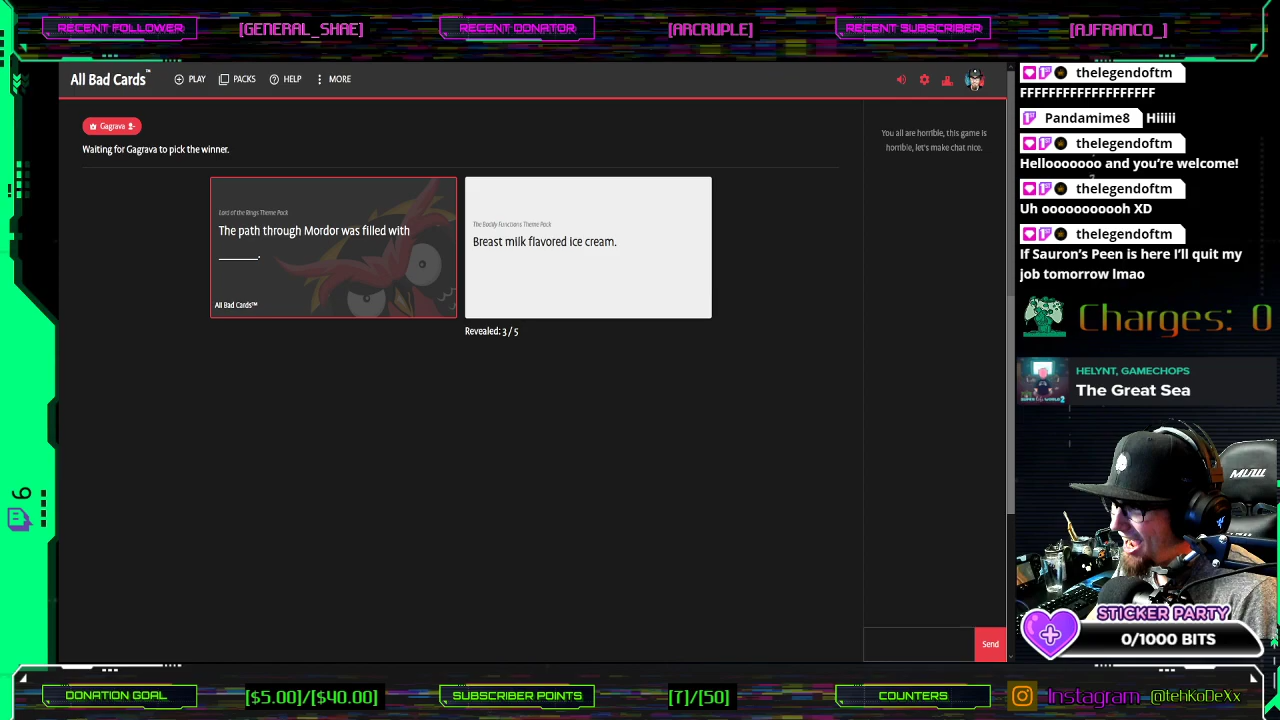 RECENT FOLLOWER
[GENERAL_SHAE]
RECENT DONATOR
[ARCRUPLE]
RECENT SUBSCRIBER
[AJFRANCO_]
All Bad Cards™
PLAY
PACKS
HELP
MORE
Gagrava
Waiting for Gagrava to pick the winner.
Lord of the Rings Theme Pack
The path through Mordor was filled with
______.
All Bad Cards™
The Bodily Functions Theme Pack
Breast milk flavored ice cream.
Revealed: 3 / 5
You all are horrible, this game is
horrible, let's make chat nice.
Send
thelegendoftm
FFFFFFFFFFFFFFFFFFF
Pandamime8 Hiiiii
thelegendoftm
Hellooooooo and you’re welcome!
thelegendoftm
Uh ooooooooooh XD
thelegendoftm
If Sauron’s Peen is here I’ll quit my
job tomorrow lmao
Charges: 0
HELYNT, GAMECHOPS
The Great Sea
6
STICKER PARTY
0/1000 BITS
DONATION GOAL
[$5.00]/[$40.00]
SUBSCRIBER POINTS
[7]/[50]
COUNTERS
Instagram @tehKoDeXx